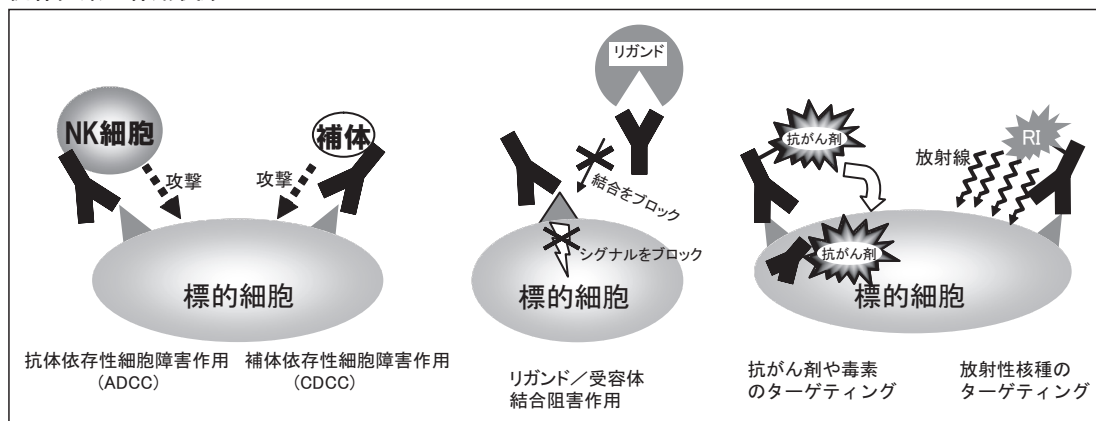 NK細胞
補体
攻撃
攻撃
標的細胞
抗体依存性細胞障害作用
(ADCC)
補体依存性細胞障害作用
(CDCC)
リガンド
結合をブロック
シグナルをブロック
標的細胞
リガンド／受容体
結合阻害作用
抗がん剤
放射線
RI
抗がん剤
標的細胞
抗がん剤や毒素
のターゲティング
放射性核種の
ターゲティング